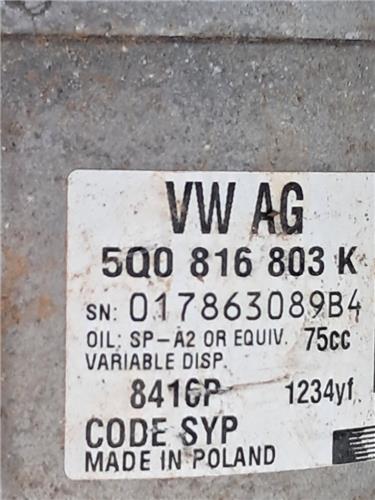 VW AG
5Q0 816 803 K
SN: 017863089B4
OIL: SP-A2 OR EQUIV. 75cc
VARIABLE DISP
8416P 1234yf
CODE SYP
MADE IN POLAND